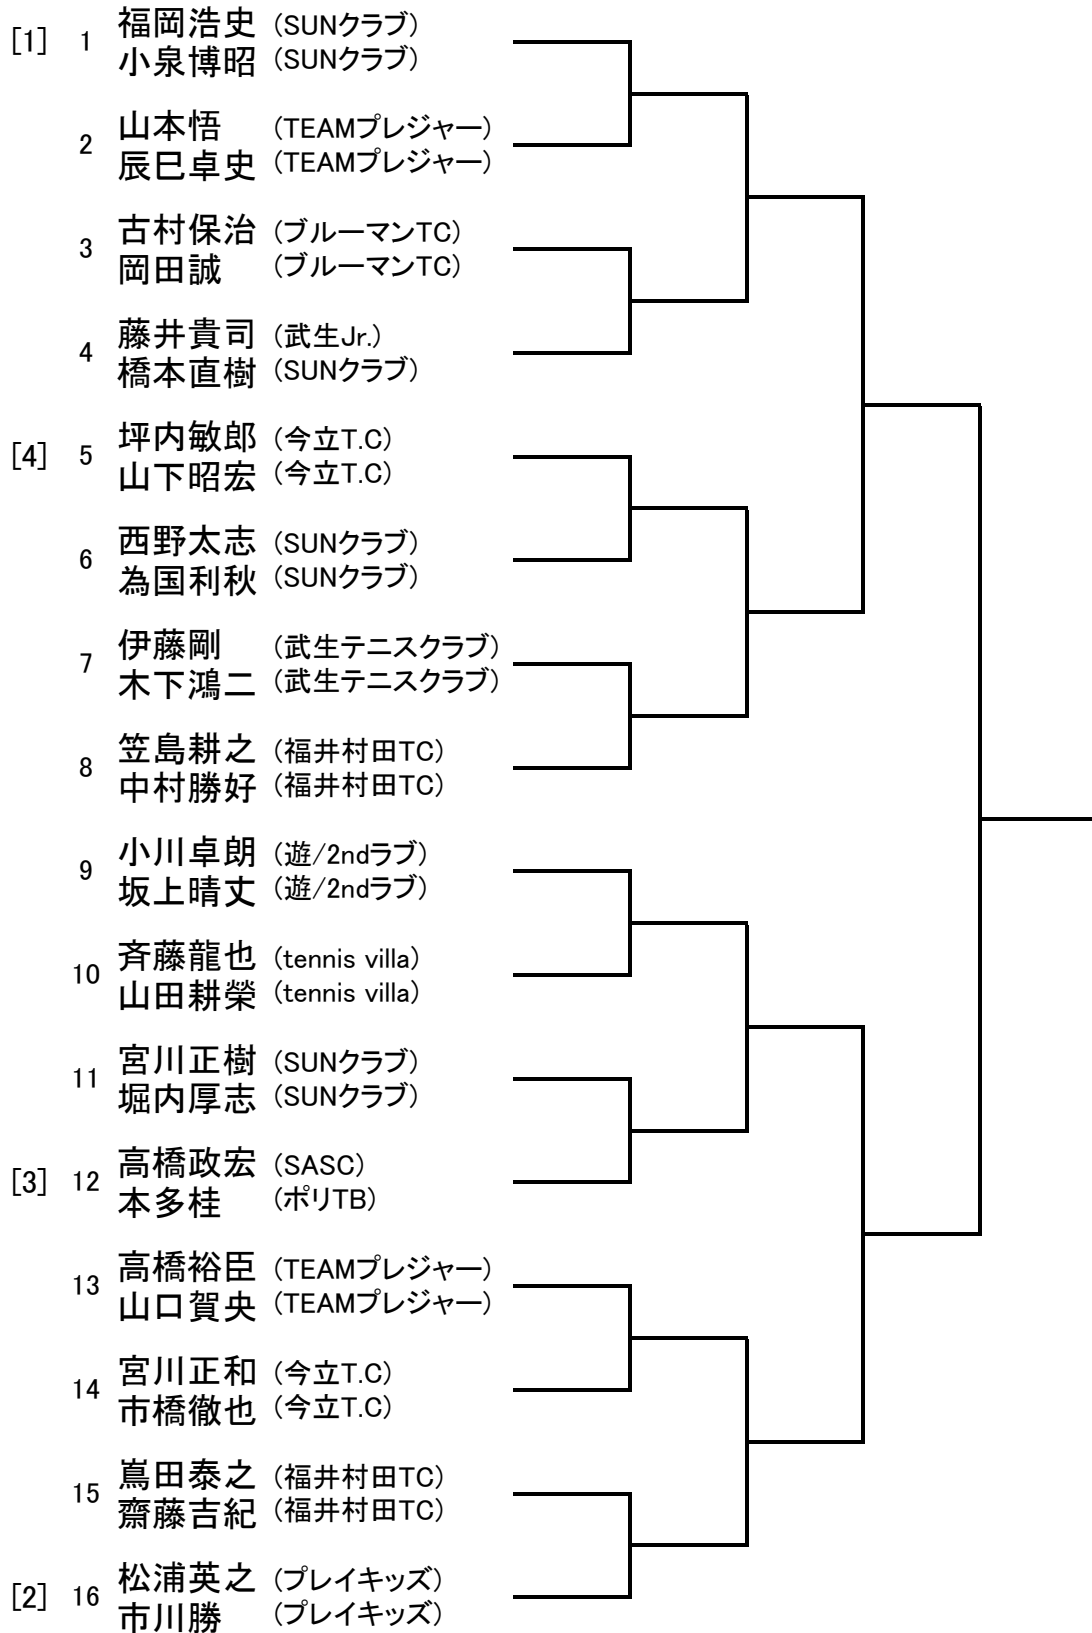 [1] 1 福岡浩史 (SUNクラブ)
小泉博昭 (SUNクラブ)
2 山本悟 (TEAMプレジャー)
辰巳卓史 (TEAMプレジャー)
3 古村保治 (ブルーマンTC)
岡田誠 (ブルーマンTC)
4 藤井貴司 (武生Jr.)
橋本直樹 (SUNクラブ)
[4] 5 坪内敏郎 (今立T.C)
山下昭宏 (今立T.C)
6 西野太志 (SUNクラブ)
為国利秋 (SUNクラブ)
7 伊藤剛 (武生テニスクラブ)
木下鴻二 (武生テニスクラブ)
8 笠島耕之 (福井村田TC)
中村勝好 (福井村田TC)
9 小川卓朗 (遊/2ndラブ)
坂上晴丈 (遊/2ndラブ)
10 斉藤龍也 (tennis villa)
山田耕榮 (tennis villa)
11 宮川正樹 (SUNクラブ)
堀内厚志 (SUNクラブ)
[3] 12 高橋政宏 (SASC)
本多桂 (ポリTB)
13 高橋裕臣 (TEAMプレジャー)
山口賀央 (TEAMプレジャー)
14 宮川正和 (今立T.C)
市橋徹也 (今立T.C)
15 嶌田泰之 (福井村田TC)
齋藤吉紀 (福井村田TC)
[2] 16 松浦英之 (プレイキッズ)
市川勝 (プレイキッズ)